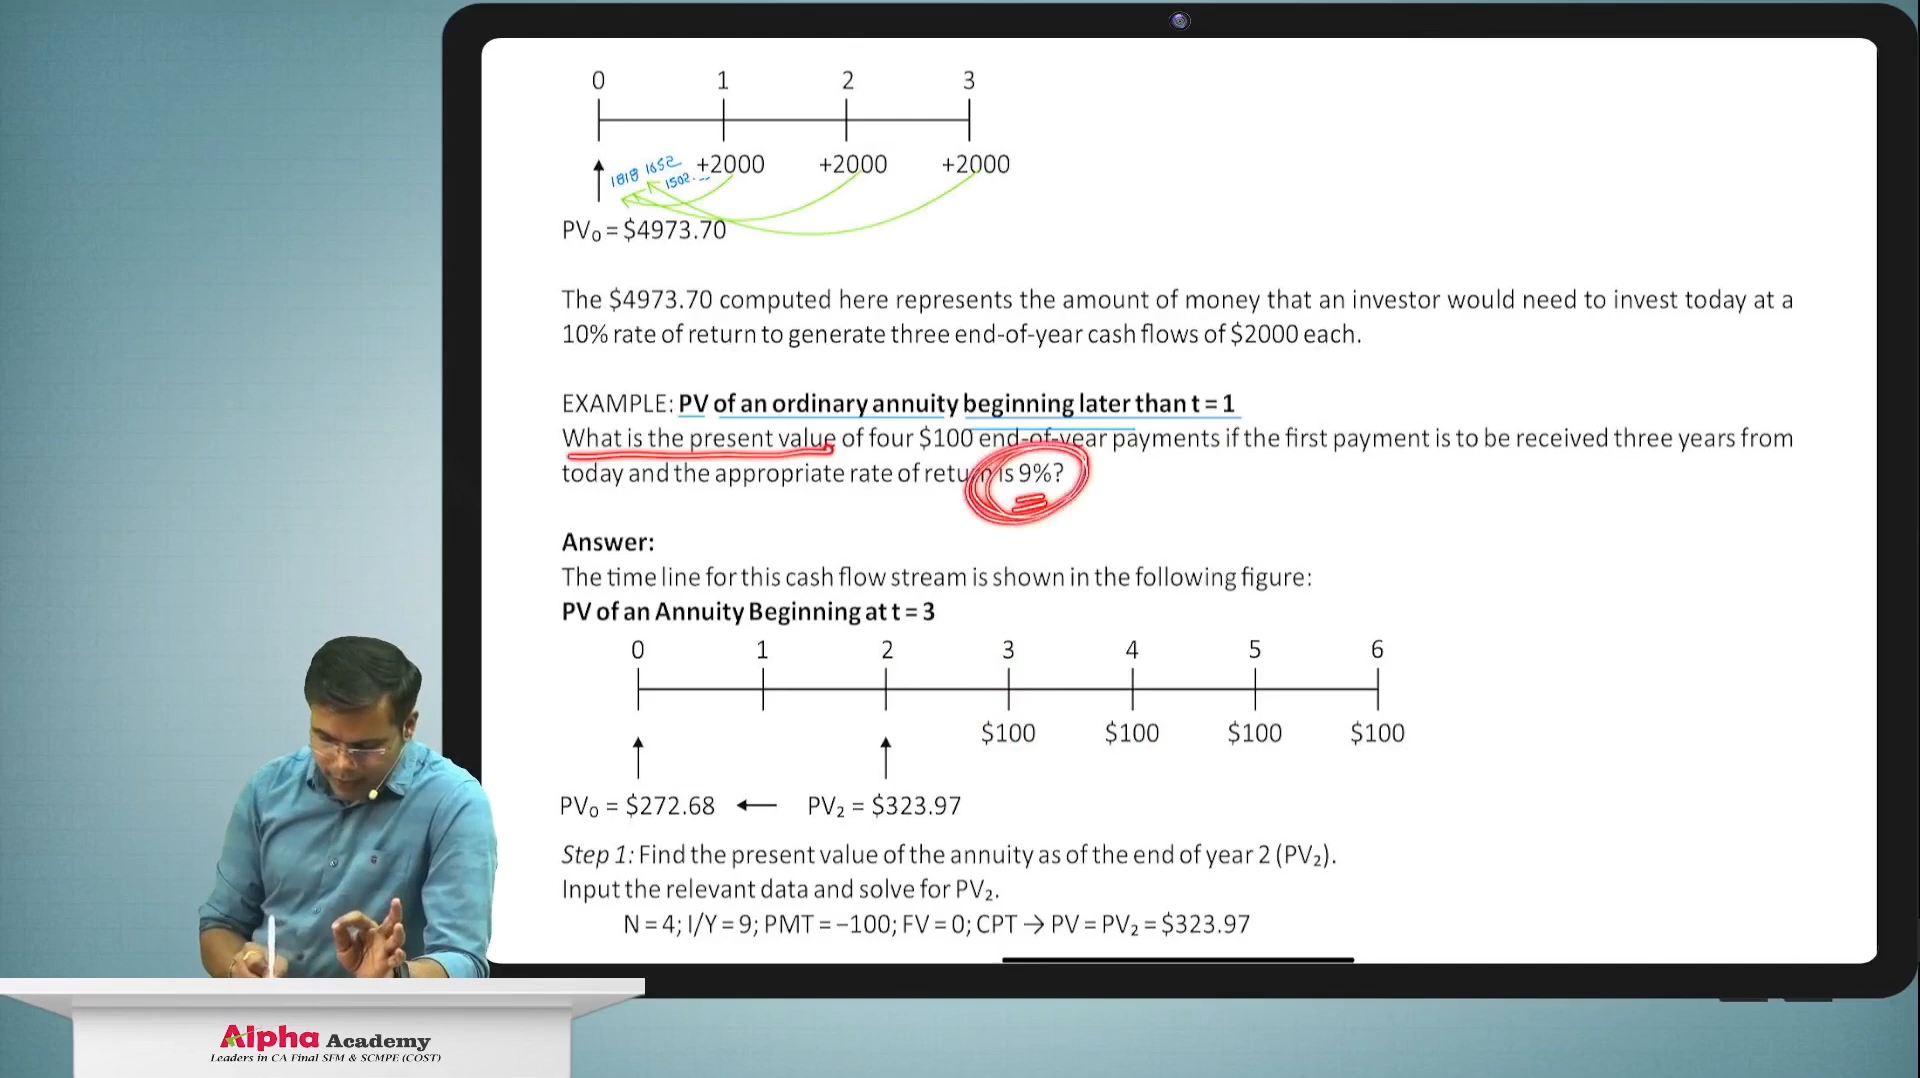 0 1 2 3
1818 1652 +2000 +2000 +2000
1502.--
PV₀ = $4973.70
The $4973.70 computed here represents the amount of money that an investor would need to invest today at a
10% rate of return to generate three end-of-year cash flows of $2000 each.
EXAMPLE: PV of an ordinary annuity beginning later than t = 1
What is the present value of four $100 end-of-year payments if the first payment is to be received three years from
today and the appropriate rate of return is 9%?
Answer:
The time line for this cash flow stream is shown in the following figure:
PV of an Annuity Beginning at t = 3
0 1 2 3 4 5 6
$100 $100 $100 $100
PV₀ = $272.68 ← PV₂ = $323.97
Step 1: Find the present value of the annuity as of the end of year 2 (PV₂).
Input the relevant data and solve for PV₂.
N = 4; I/Y = 9; PMT = −100; FV = 0; CPT → PV = PV₂ = $323.97
Alpha Academy
Leaders in CA Final SFM & SCMPE (COST)